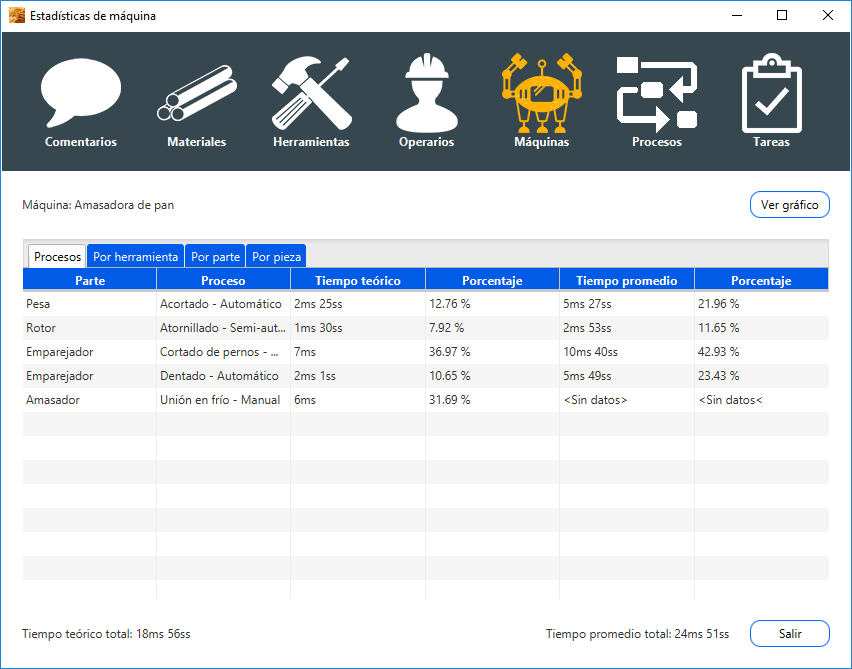 Estadísticas de máquina
Comentarios Materiales Herramientas Operarios Máquinas Procesos Tareas
Máquina: Amasadora de pan Ver gráfico
Procesos Por herramienta Por parte Por pieza
Parte Proceso Tiempo teórico Porcentaje Tiempo promedio Porcentaje
Pesa Acortado - Automático 2ms 25ss 12.76 % 5ms 27ss 21.96 %
Rotor Atornillado - Semi-aut... 1ms 30ss 7.92 % 2ms 53ss 11.65 %
Emparejador Cortado de pernos - ... 7ms 36.97 % 10ms 40ss 42.93 %
Emparejador Dentado - Automático 2ms 1ss 10.65 % 5ms 49ss 23.43 %
Amasador Unión en frío - Manual 6ms 31.69 % <Sin datos> <Sin datos<
Tiempo teórico total: 18ms 56ss Tiempo promedio total: 24ms 51ss Salir